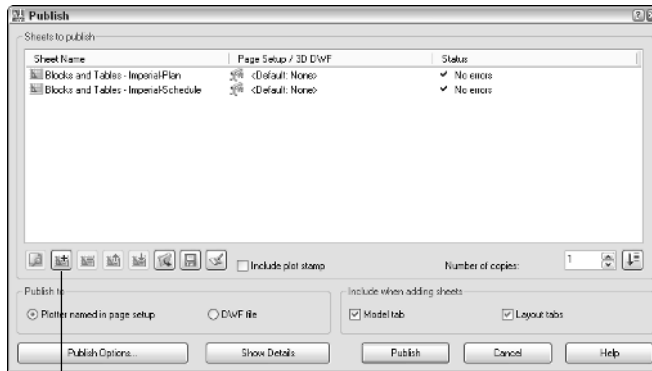 Publish
Sheets to publish
Sheet Name Page Setup / 3D DWF Status
Blocks and Tables - Imperial-Plan <Default: None> No errors
Blocks and Tables - Imperial-Schedule <Default: None> No errors
Include plot stamp Number of copies: 1
Publish to Include when adding sheets
Plotter named in page setup DWF file Model tab Layout tabs
Publish Options... Show Details Publish Cancel Help